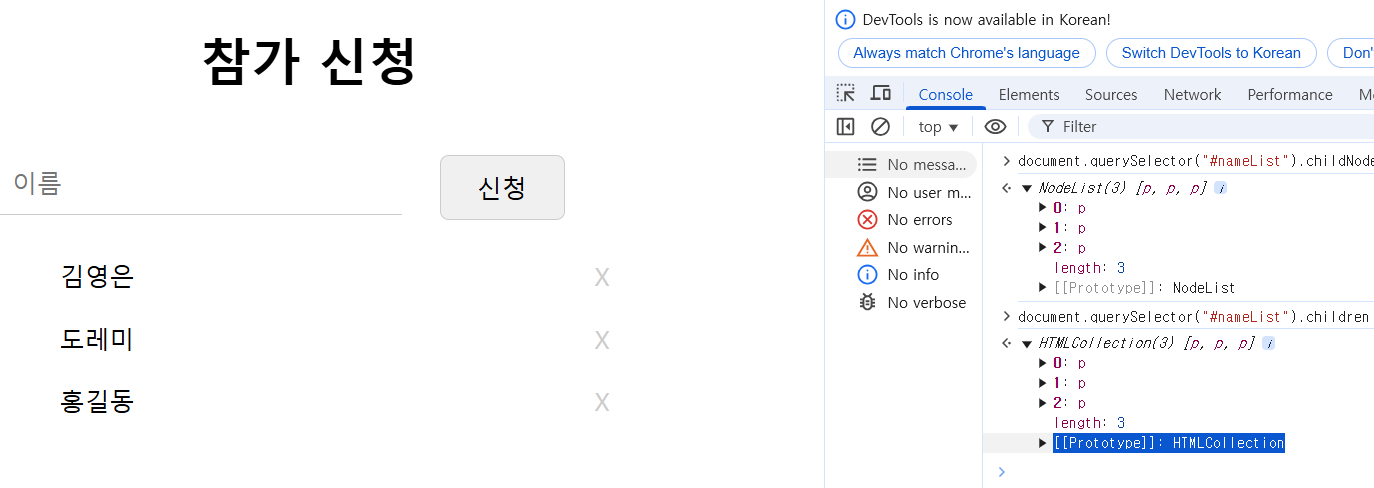 참가 신청
이름
신청
김영은 X
도레미 X
홍길동 X
DevTools is now available in Korean!
Always match Chrome's language Switch DevTools to Korean Don'
Console Elements Sources Network Performance
top Filter
No messa...
No user m...
No errors
No warnin...
No info
No verbose
document.querySelector("#nameList").childNode
NodeList(3) [p, p, p] i
0: p
1: p
2: p
length: 3
[[Prototype]]: NodeList
document.querySelector("#nameList").children
HTMLCollection(3) [p, p, p] i
0: p
1: p
2: p
length: 3
[[Prototype]]: HTMLCollection